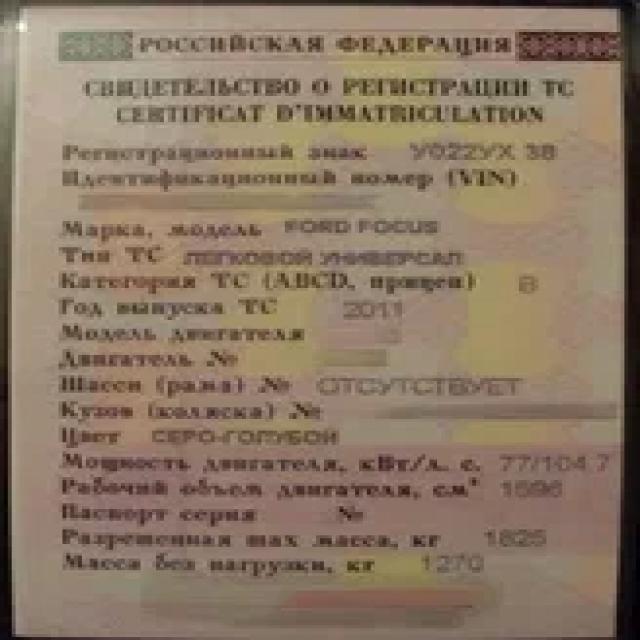 РОССИЙСКАЯ ФЕДЕРАЦИЯ
СВИДЕТЕЛЬСТВО О РЕГИСТРАЦИИ ТС
CERTIFICAT D'IMMATRICULATION
Регистрационный знак У022УХ 38
Идентификационный номер (VIN)
Марка, модель FORD FOCUS
Тип ТС ЛЕГКОВОЙ УНИВЕРСАЛ
Категория ТС (ABCD, прицеп) B
Год выпуска ТС 2011
Модель двигателя
Двигатель №
Шасси (рама) № ОТСУТСТВУЕТ
Кузов (коляска) №
Цвет СЕРО-ГОЛУБОЙ
Мощность двигателя, кВт/л. с. 77/104.7
Рабочий объем двигателя, см³ 1596
Паспорт серия №
Разрешенная max масса, кг 1825
Масса без нагрузки, кг 1270